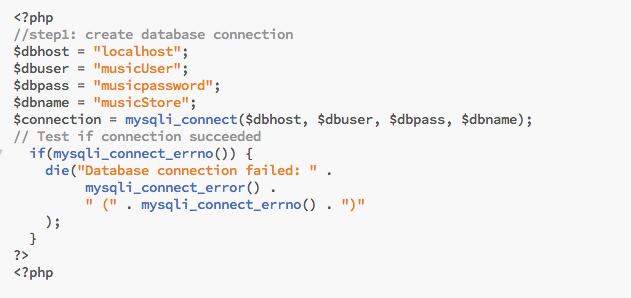 <?php
//step1: create database connection
$dbhost = "localhost";
$dbuser = "musicUser";
$dbpass = "musicpassword";
$dbname = "musicStore";
$connection = mysqli_connect($dbhost, $dbuser, $dbpass, $dbname);
// Test if connection succeeded
  if(mysqli_connect_errno()) {
    die("Database connection failed: " .
         mysqli_connect_error() .
         " (" . mysqli_connect_errno() . ")"
    );
  }
?>
<?php